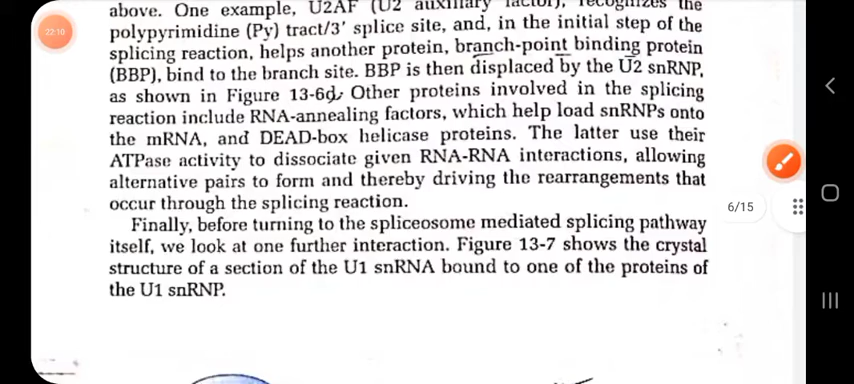 above. One example, U2AF (U2 auxiliary factor), recognizes the
polypyrimidine (Py) tract/3' splice site, and, in the initial step of the
splicing reaction, helps another protein, branch-point binding protein
(BBP), bind to the branch site. BBP is then displaced by the U2 snRNP,
as shown in Figure 13-6d. Other proteins involved in the splicing
reaction include RNA-annealing factors, which help load snRNPs onto
the mRNA, and DEAD-box helicase proteins. The latter use their
ATPase activity to dissociate given RNA-RNA interactions, allowing
alternative pairs to form and thereby driving the rearrangements that
occur through the splicing reaction.
Finally, before turning to the spliceosome mediated splicing pathway
itself, we look at one further interaction. Figure 13-7 shows the crystal
structure of a section of the U1 snRNA bound to one of the proteins of
the U1 snRNP.
22:10
6/15